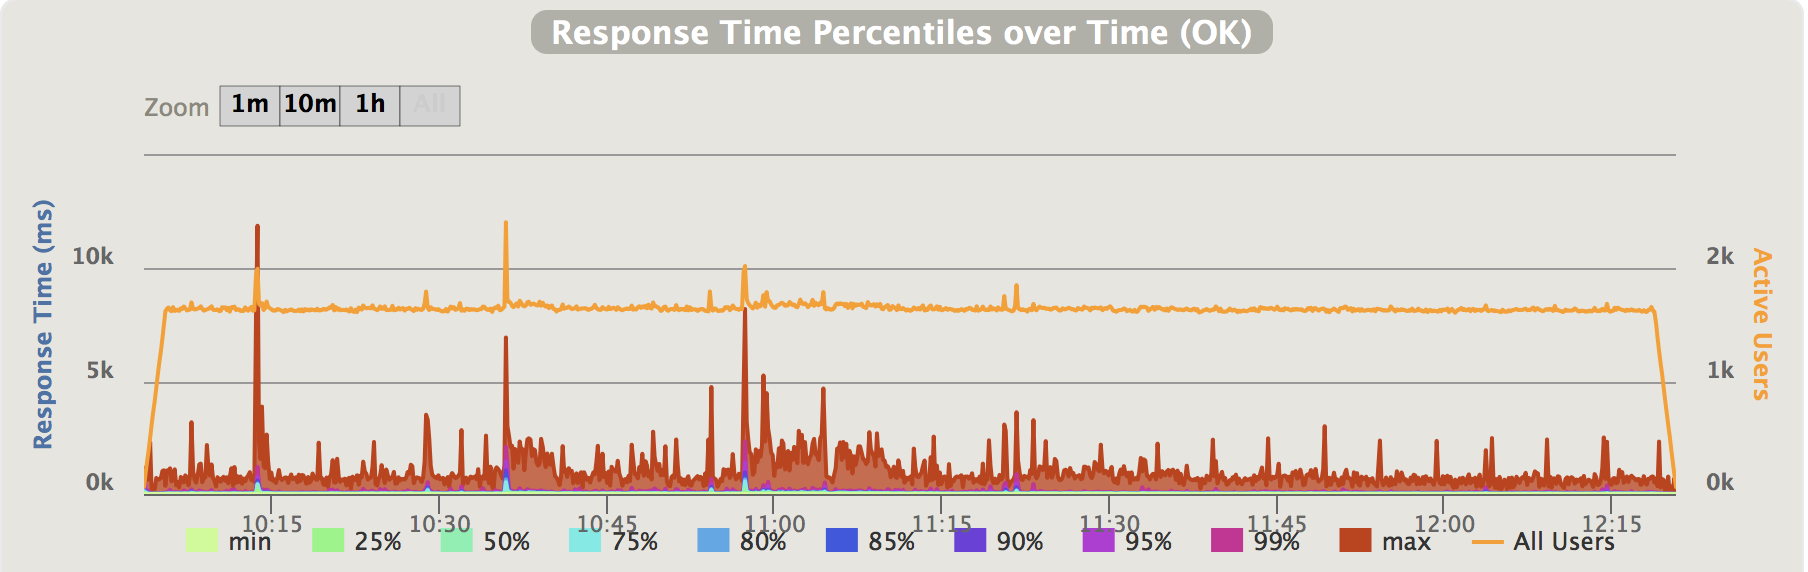 Response Time Percentiles over Time (OK)
Zoom 1m 10m 1h All
Response Time (ms)
10k
5k
0k
2k
1k
0k
Active Users
10:15 10:30 10:45 11:00 11:15 11:30 11:45 12:00 12:15
min 25% 50% 75% 80% 85% 90% 95% 99% max All Users